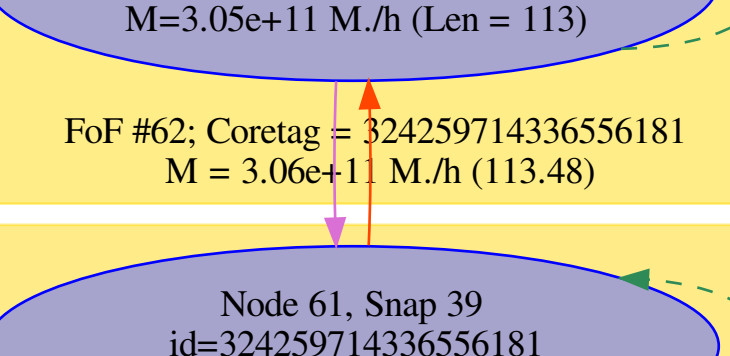 M=3.05e+11 M./h (Len = 113)
FoF #62; Coretag = 324259714336556181
M = 3.06e+11 M./h (113.48)
Node 61, Snap 39
id=324259714336556181